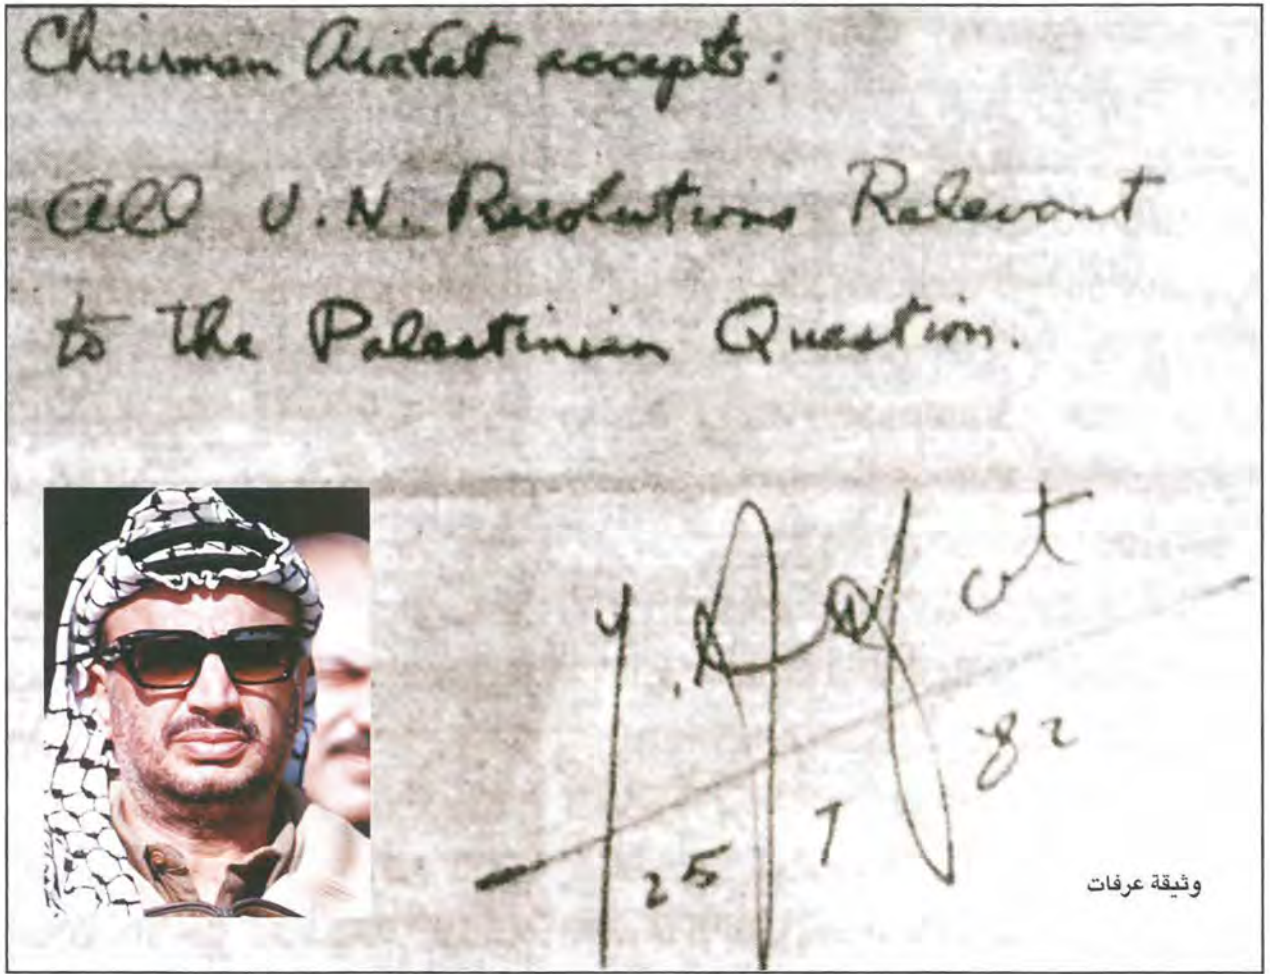 Chairman Arafat accepts:
All U.N. Resolutions Relevant
to the Palestinian Question.
Y. Arafat
25 7 82
وثيقة عرفات